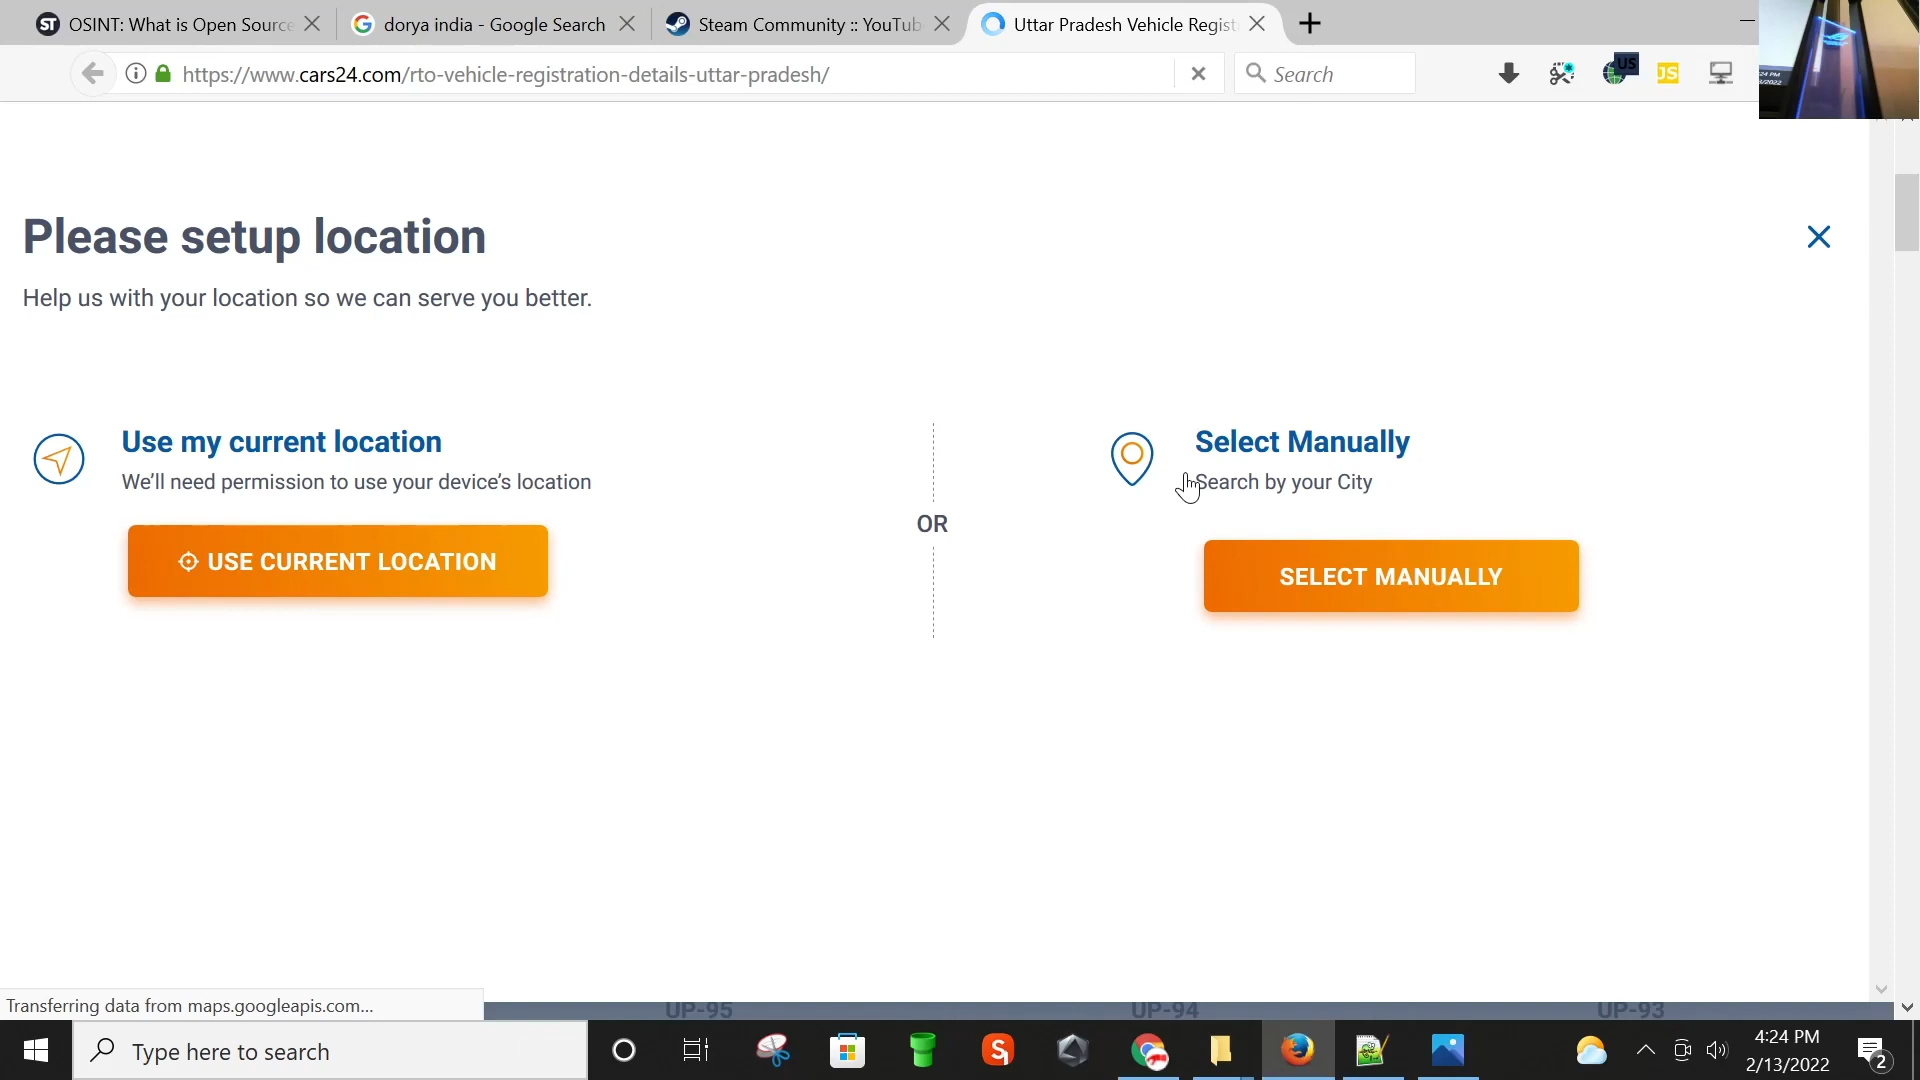 ST OSINT: What is Open Source
dorya india - Google Search
Steam Community :: YouTub
Uttar Pradesh Vehicle Regist
https://www.cars24.com/rto-vehicle-registration-details-uttar-pradesh/
Search
US
JS
Please setup location
Help us with your location so we can serve you better.
Use my current location
We'll need permission to use your device's location
USE CURRENT LOCATION
OR
Select Manually
Search by your City
SELECT MANUALLY
Transferring data from maps.googleapis.com...
UP-95 UP-94 UP-93
Type here to search
4:24 PM
2/13/2022
2